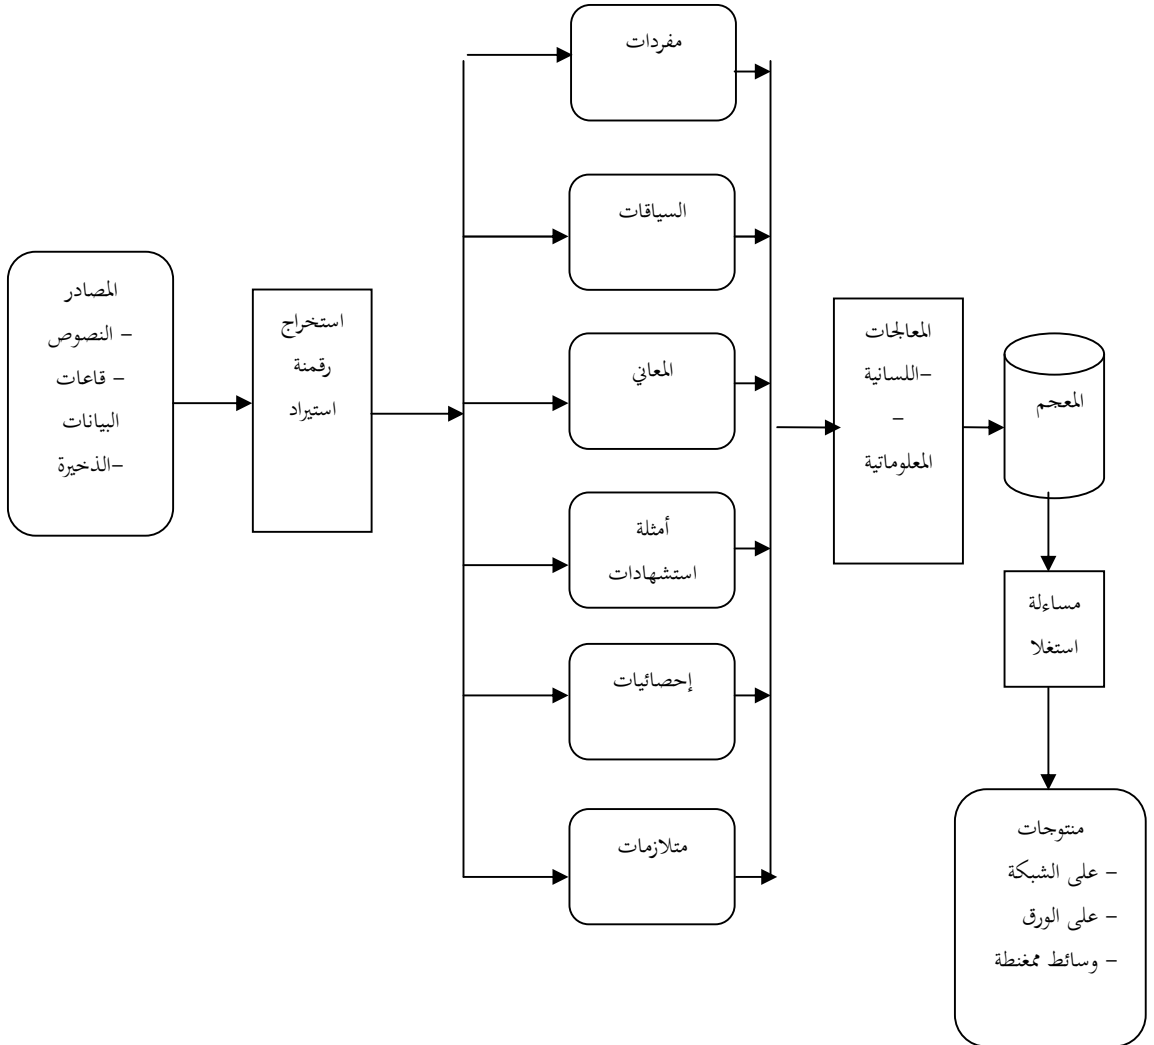 المصادر
– النصوص
– قاعات
البيانات
–الذخيرة
استخراج
رقمنة
استيراد
مفردات
السياقات
المعاني
أمثلة
استشهادات
إحصائيات
متلازمات
المعالجات
–اللسانية
–
المعلوماتية
المعجم
مساءلة
استغلا
منتوجات
– على الشبكة
– على الورق
– وسائط ممغنطة